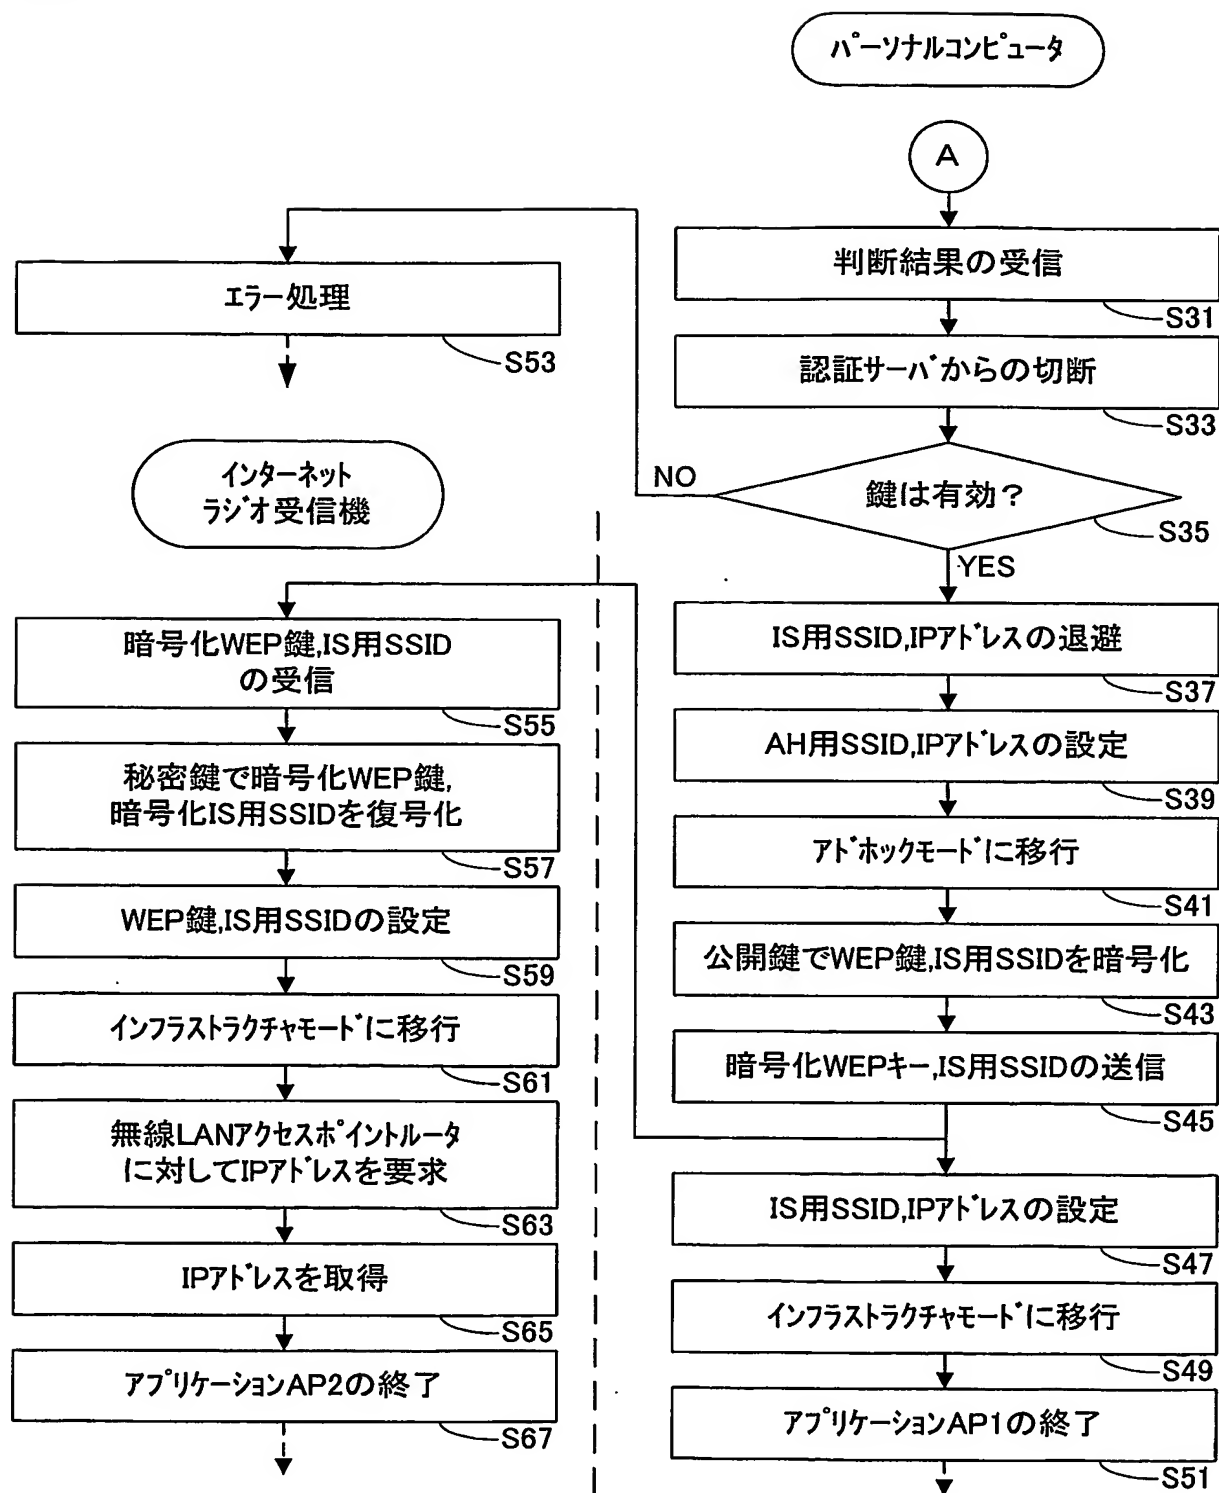 パーソナルコンピュータ
A
判断結果の受信
S31
認証サーバからの切断
S33
鍵は有効？
S35
NO
YES
エラー処理
S53
IS用SSID,IPアドレスの退避
S37
AH用SSID,IPアドレスの設定
S39
アドホックモードに移行
S41
公開鍵でWEP鍵,IS用SSIDを暗号化
S43
暗号化WEPキー,IS用SSIDの送信
S45
IS用SSID,IPアドレスの設定
S47
インフラストラクチャモードに移行
S49
アプリケーションAP1の終了
S51
インターネット
ラジオ受信機
暗号化WEP鍵,IS用SSID
の受信
S55
秘密鍵で暗号化WEP鍵,
暗号化IS用SSIDを復号化
S57
WEP鍵,IS用SSIDの設定
S59
インフラストラクチャモードに移行
S61
無線LANアクセスポイントルータ
に対してIPアドレスを要求
S63
IPアドレスを取得
S65
アプリケーションAP2の終了
S67